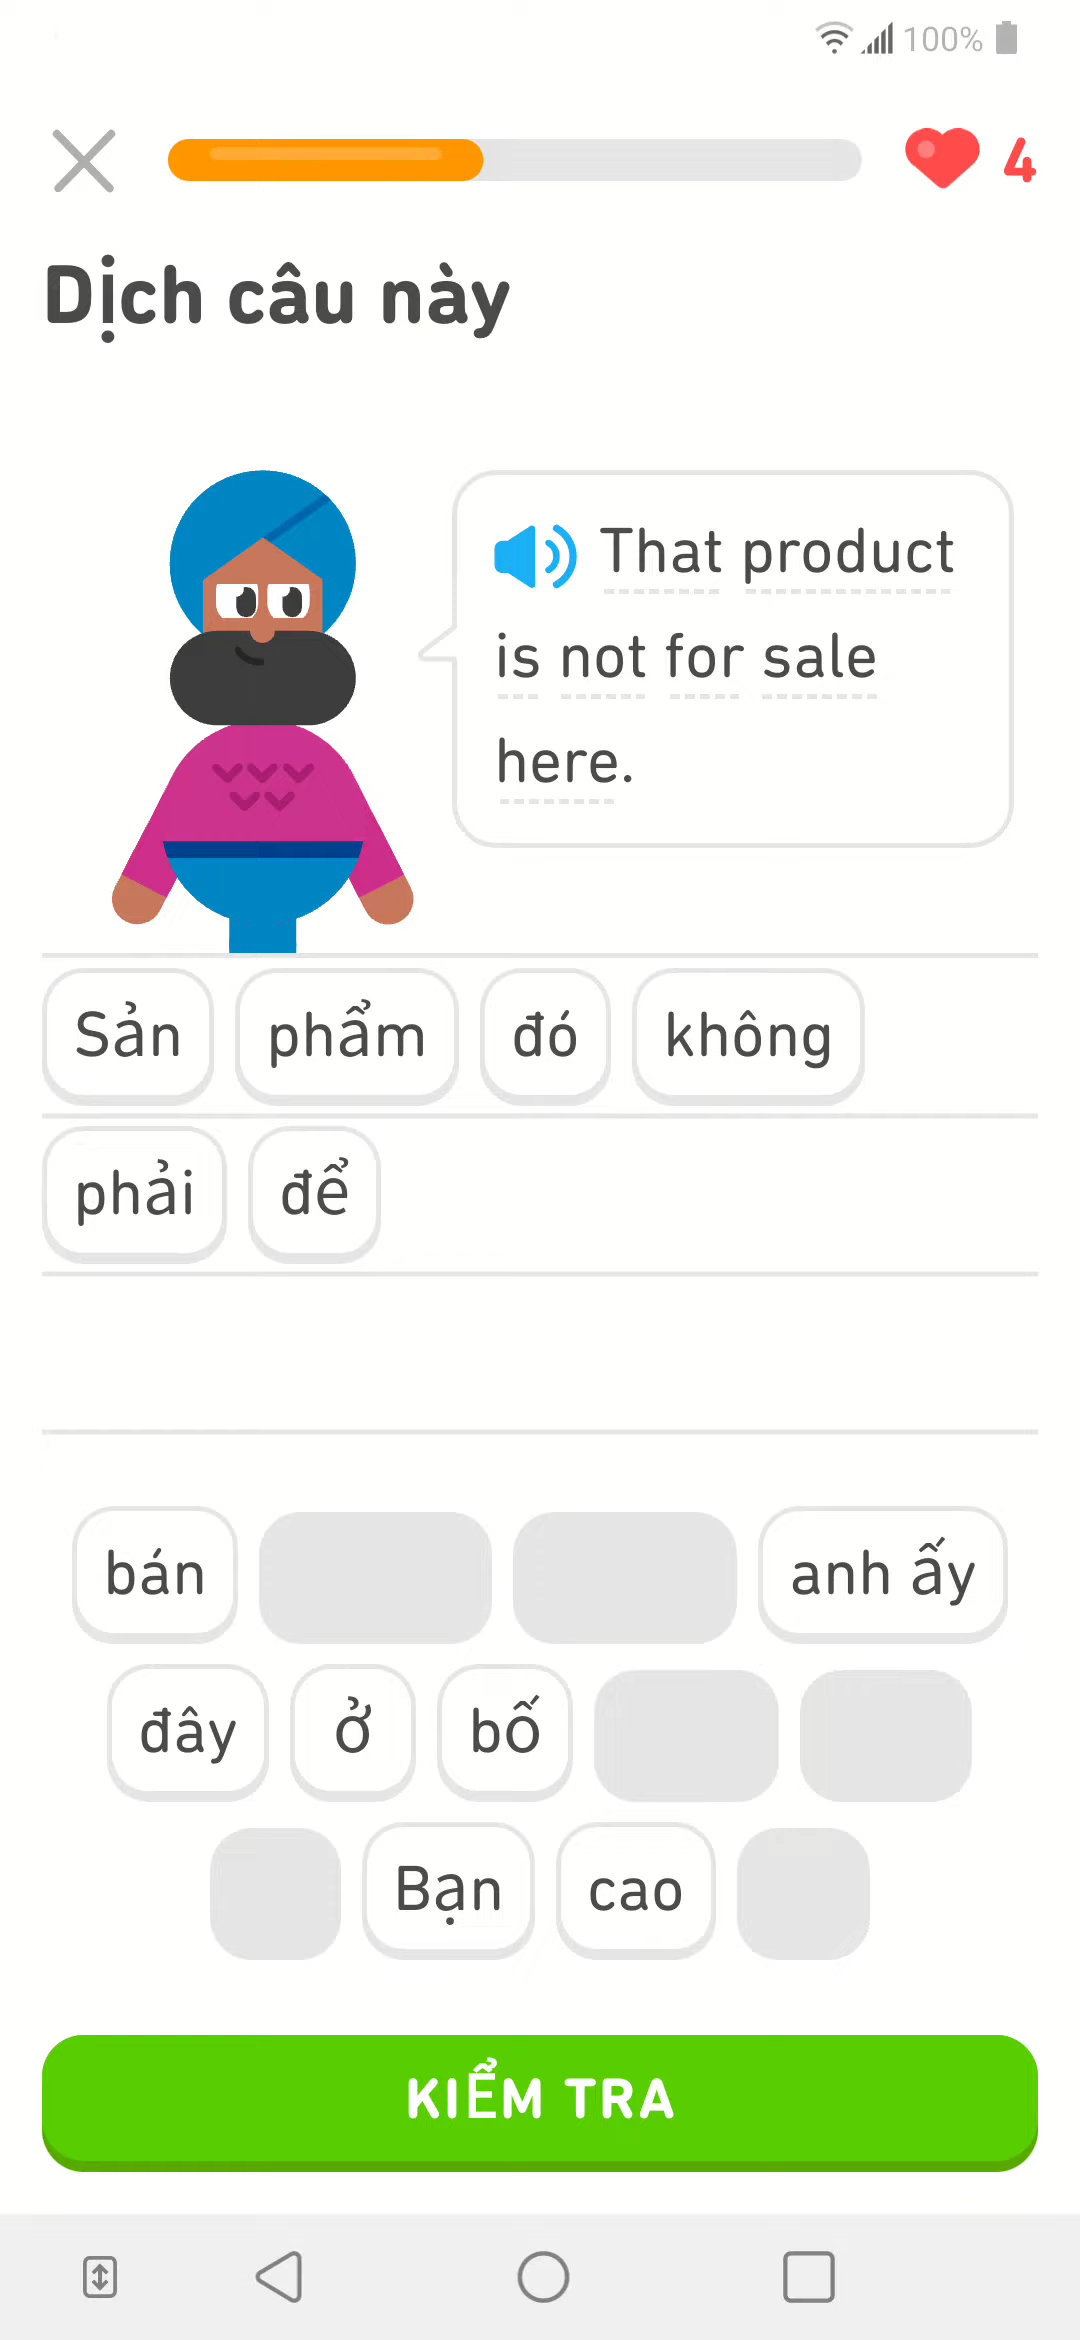 100%
4
Dịch câu này
That product
is not for sale
here.
Sản phẩm đó không
phải để
bán anh ấy
đây ở bố
Bạn cao
KIỂM TRA